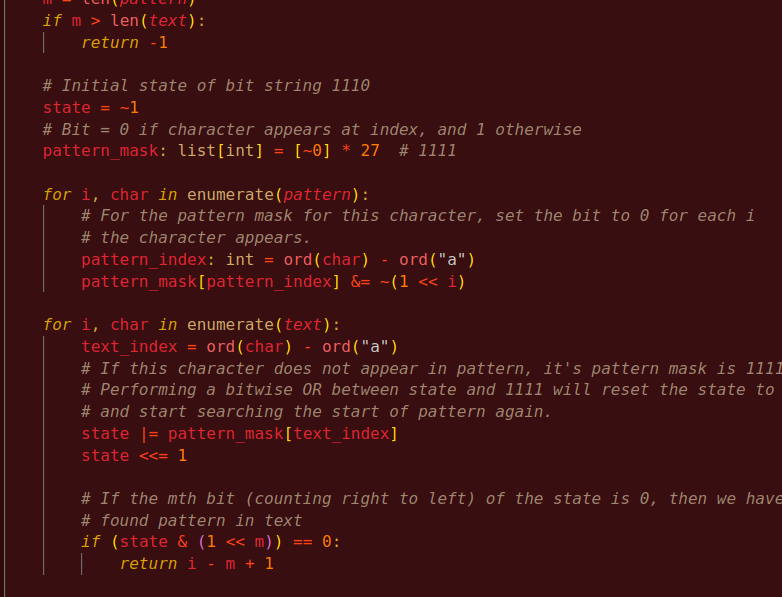 m = len(pattern)
if m > len(text):
return -1
# Initial state of bit string 1110
state = ~1
# Bit = 0 if character appears at index, and 1 otherwise
pattern_mask: list[int] = [~0] * 27  # 1111
for i, char in enumerate(pattern):
# For the pattern mask for this character, set the bit to 0 for each i
# the character appears.
pattern_index: int = ord(char) - ord("a")
pattern_mask[pattern_index] &= ~(1 << i)
for i, char in enumerate(text):
text_index = ord(char) - ord("a")
# If this character does not appear in pattern, it's pattern mask is 1111
# Performing a bitwise OR between state and 1111 will reset the state to
# and start searching the start of pattern again.
state |= pattern_mask[text_index]
state <<= 1
# If the mth bit (counting right to left) of the state is 0, then we have
# found pattern in text
if (state & (1 << m)) == 0:
return i - m + 1